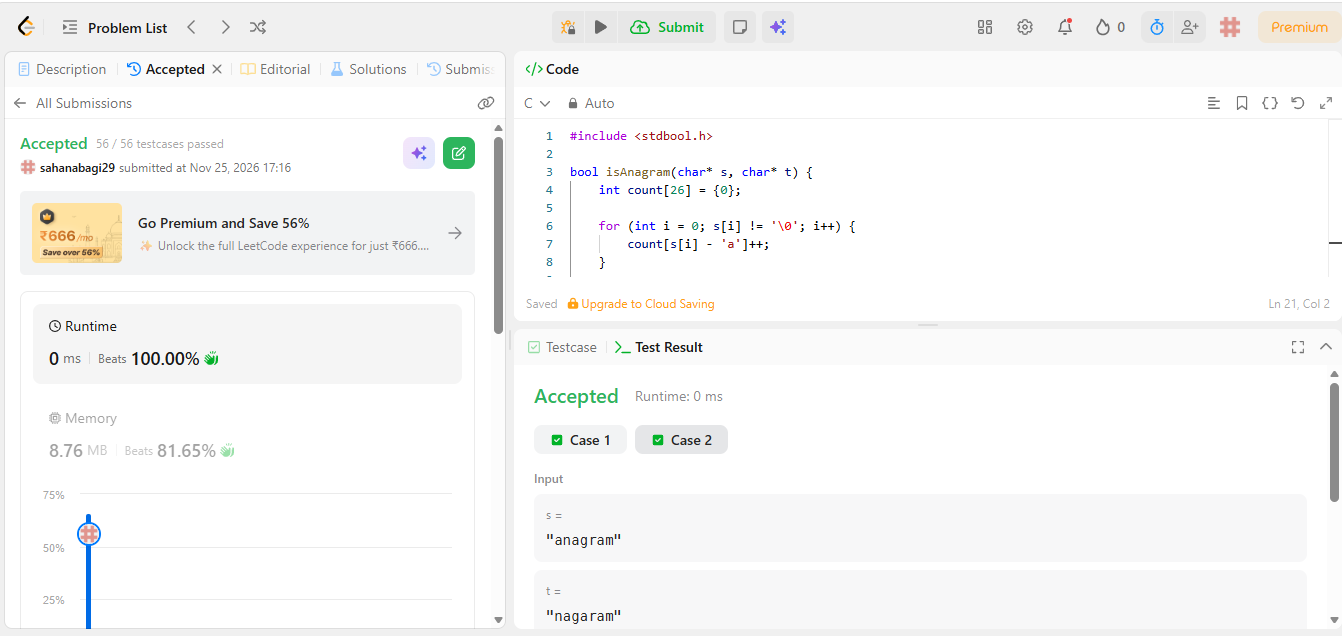 Problem List
Submit
0
Premium
Description
Accepted
Editorial
Solutions
Submis
All Submissions
Accepted 56 / 56 testcases passed
sahanabagi29 submitted at Nov 25, 2026 17:16
₹666 /mo
Save over 56%
Go Premium and Save 56%
✨ Unlock the full LeetCode experience for just ₹666....
Runtime
0 ms | Beats 100.00%
Memory
8.76 MB | Beats 81.65%
75%
50%
25%
</> Code
C
Auto
1 #include <stdbool.h>
2
3 bool isAnagram(char* s, char* t) {
4     int count[26] = {0};
5
6     for (int i = 0; s[i] != '\0'; i++) {
7         count[s[i] - 'a']++;
8     }
Saved
Upgrade to Cloud Saving
Ln 21, Col 2
Testcase
>_ Test Result
Accepted Runtime: 0 ms
Case 1
Case 2
Input
s =
"anagram"
t =
"nagaram"